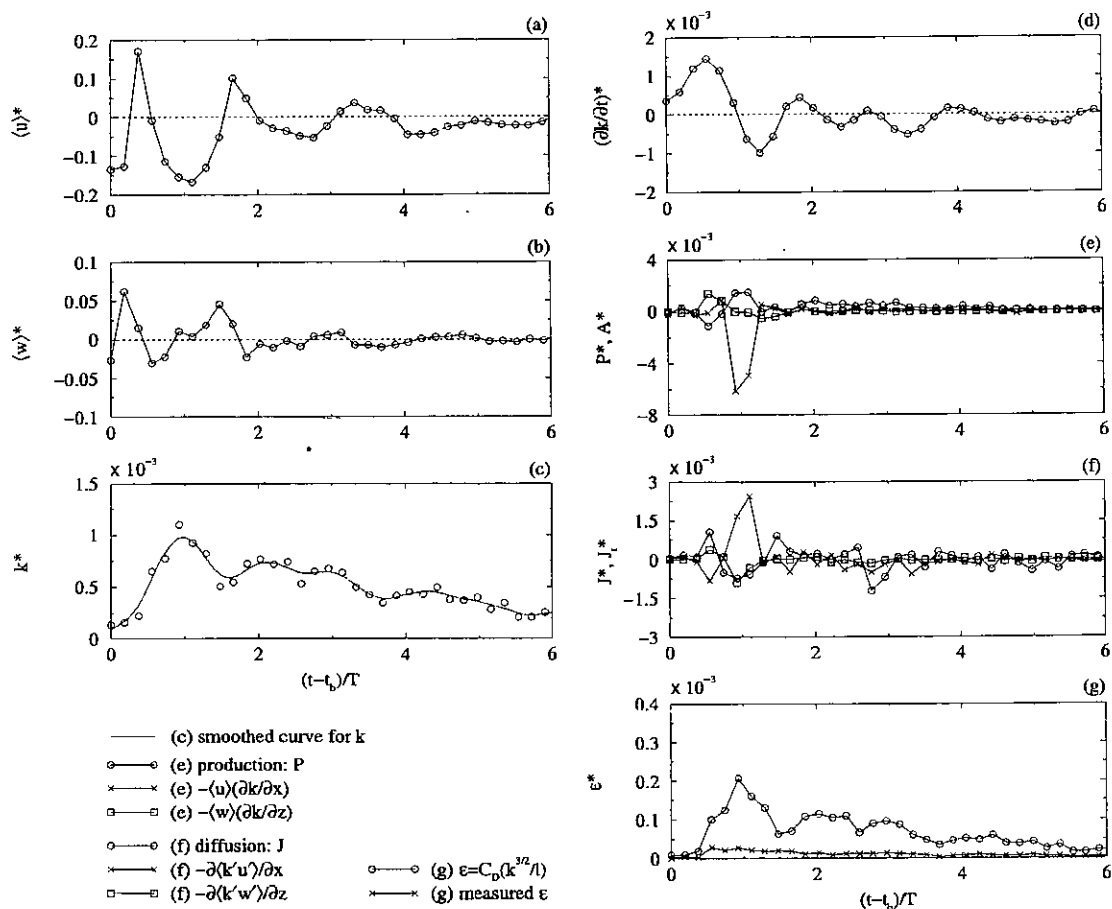 (a)
0.2
0.1
0
−0.1
−0.2
⟨u⟩*
0 2 4 6
(b)
0.1
0.05
0
−0.05
−0.1
⟨w⟩*
0 2 4 6
x 10⁻³ (c)
1.5
1
0.5
0
k*
0 2 4 6
(t−t_b)/T
(c) smoothed curve for k
(e) production: P
(e) −⟨u⟩(∂k/∂x)
(e) −⟨w⟩(∂k/∂z)
(f) diffusion: J
(f) −∂⟨k′u′⟩/∂x
(f) −∂⟨k′w′⟩/∂z
(g) ε=C_D(k^{3/2}/l)
(g) measured ε
x 10⁻³ (d)
2
1
0
−1
−2
(∂k/∂t)*
0 2 4 6
x 10⁻³ (e)
4
0
−4
−8
P*, A*
0 2 4 6
x 10⁻³ (f)
3
1.5
0
−1.5
−3
J*, J_t*
0 2 4 6
x 10⁻³ (g)
0.4
0.3
0.2
0.1
0
ε*
0 1 2 3 4 5 6
(t−t_b)/T